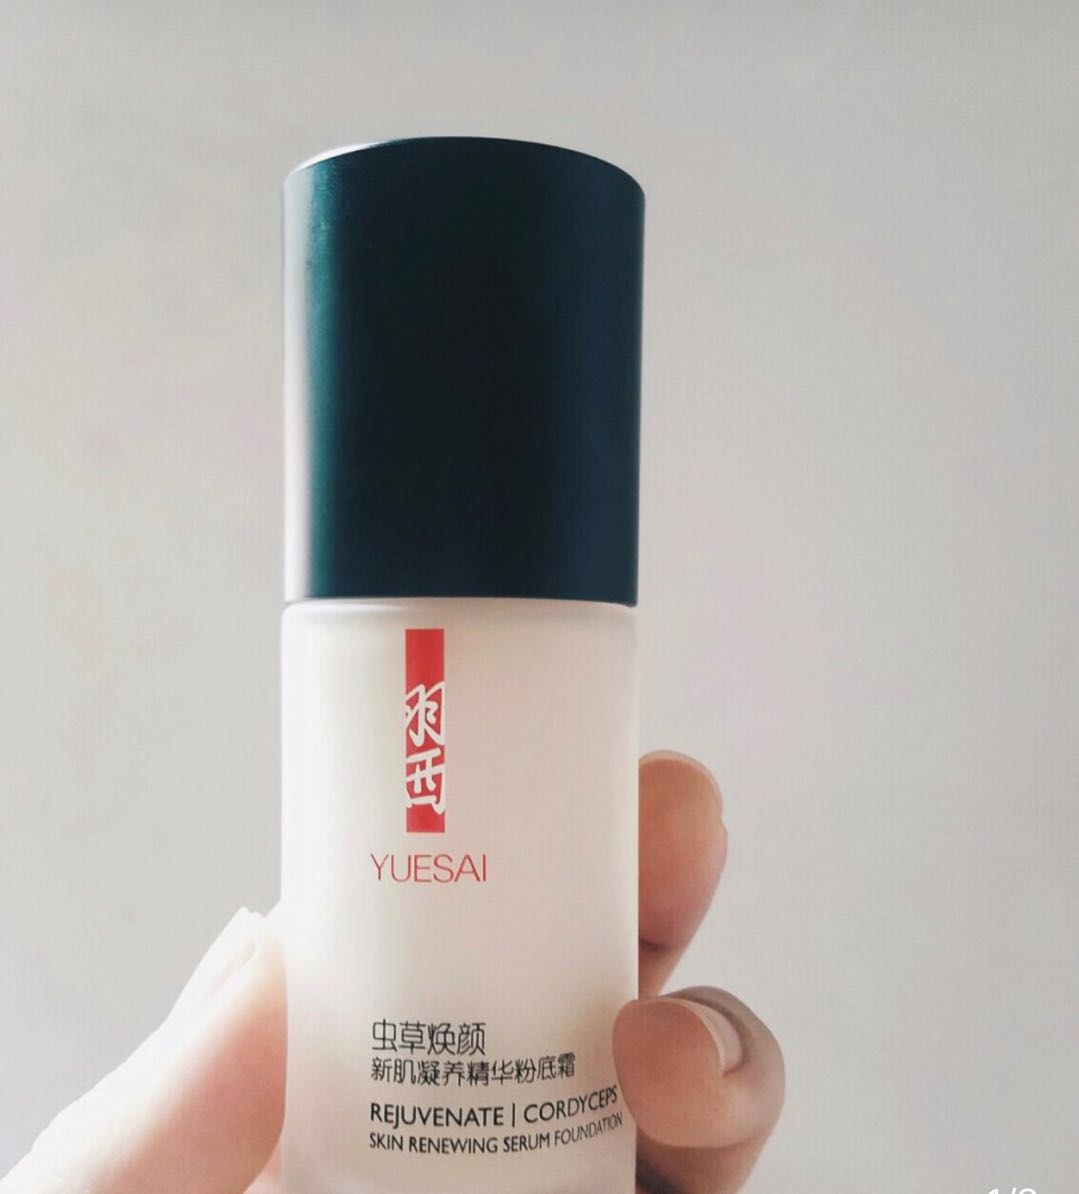 羽西
YUESAI
虫草焕颜
新肌凝养精华粉底霜
REJUVENATE | CORDYCEPS
SKIN RENEWING SERUM FOUNDATION